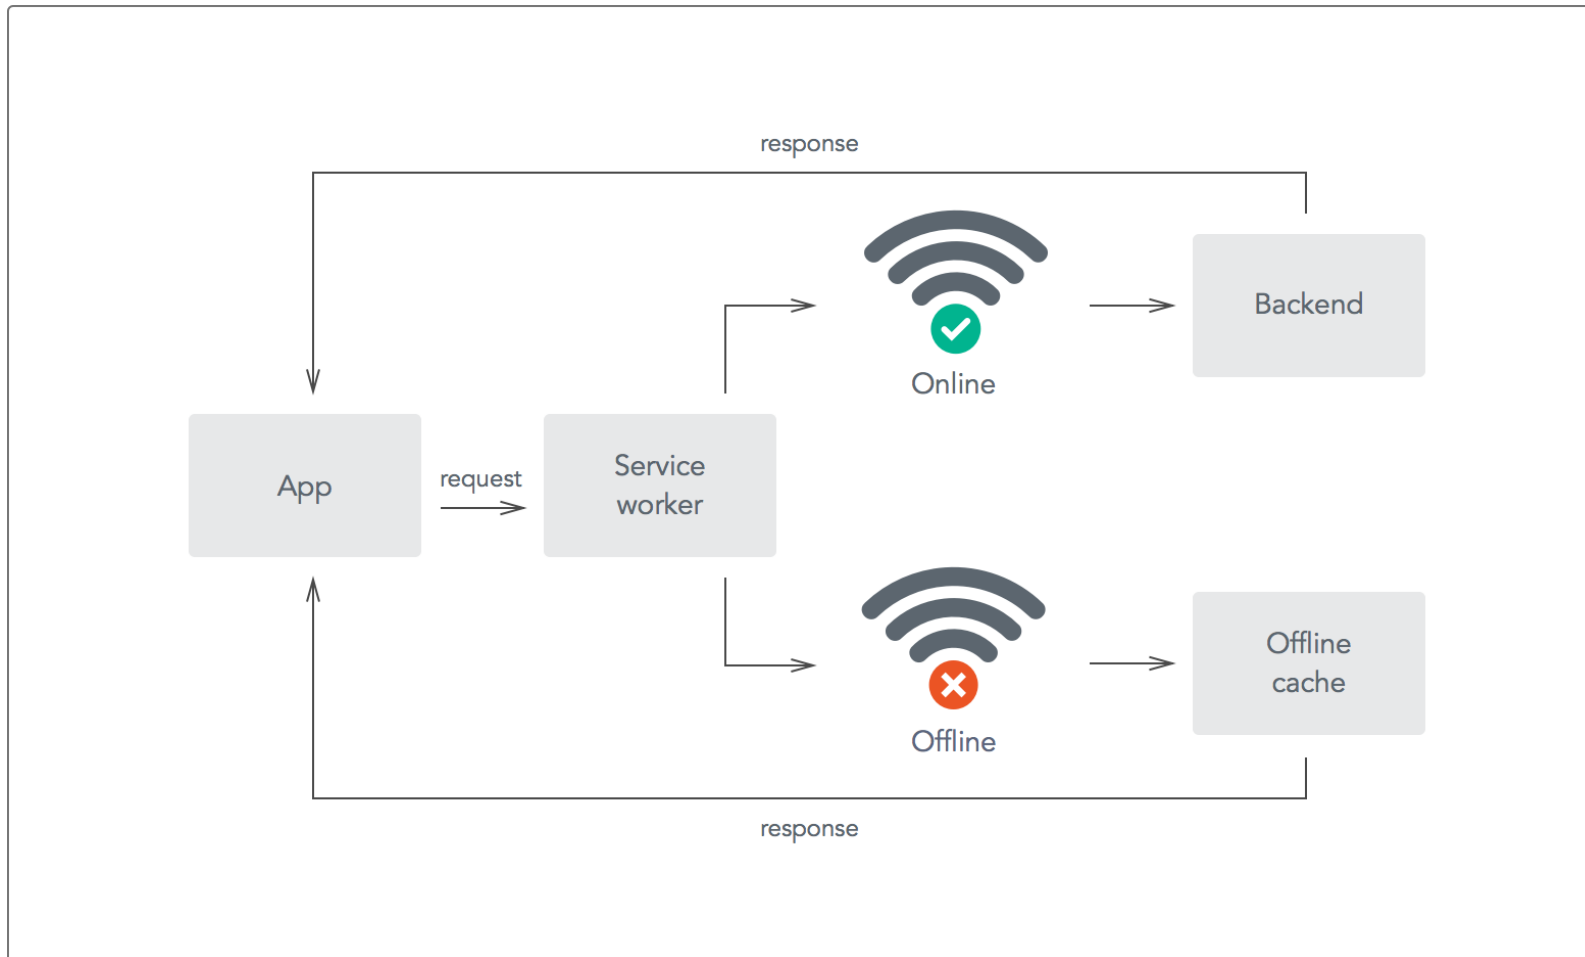 response
Backend
Online
App
request
Service
worker
Offline
cache
Offline
response